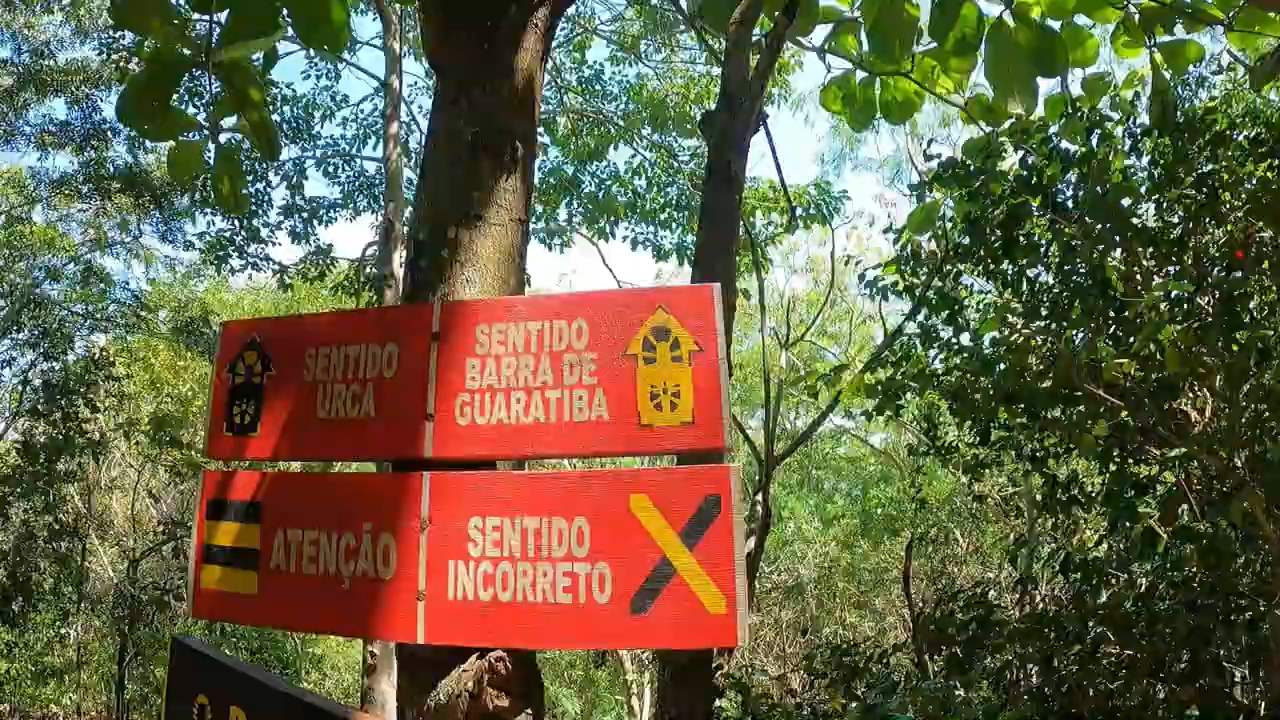 SENTIDO
URCA
SENTIDO
BARRA DE
GUARATIBA
ATENÇÃO
SENTIDO
INCORRETO